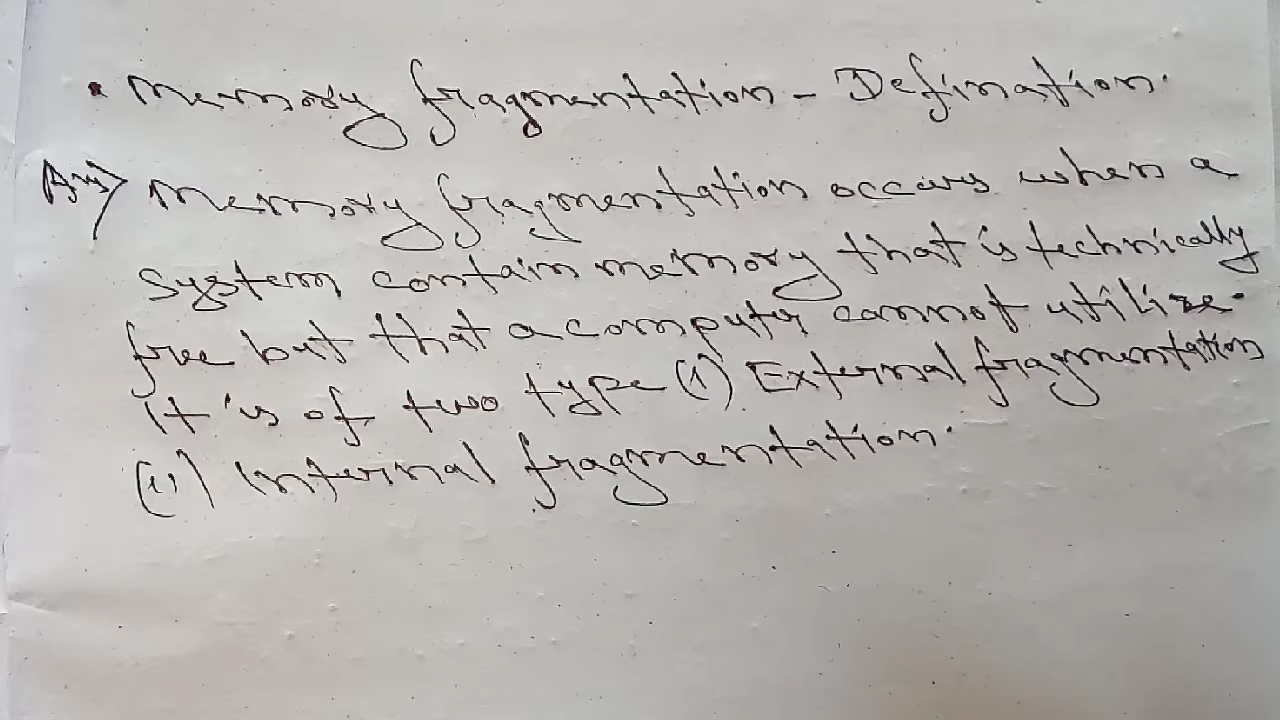 • Memory fragmentation - Defination.
Ans> Memory fragmentation occurs when a
system contain memory that is technically
free but that a computer cannot utilize.
It is of two type (i) External fragmentation
(ii) Internal fragmentation.